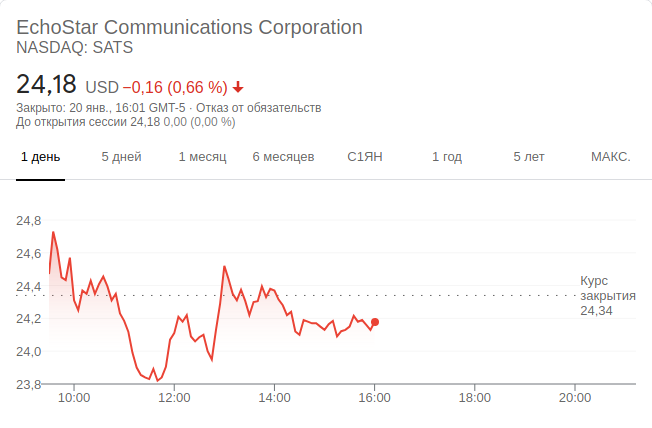 EchoStar Communications Corporation
NASDAQ: SATS
24,18 USD −0,16 (0,66 %)
Закрыто: 20 янв., 16:01 GMT-5 · Отказ от обязательств
До открытия сессии 24,18 0,00 (0,00 %)
1 день 5 дней 1 месяц 6 месяцев С1ЯН 1 год 5 лет МАКС.
24,8
24,6
24,4
24,2
24,0
23,8
Курс
закрытия
24,34
10:00 12:00 14:00 16:00 18:00 20:00